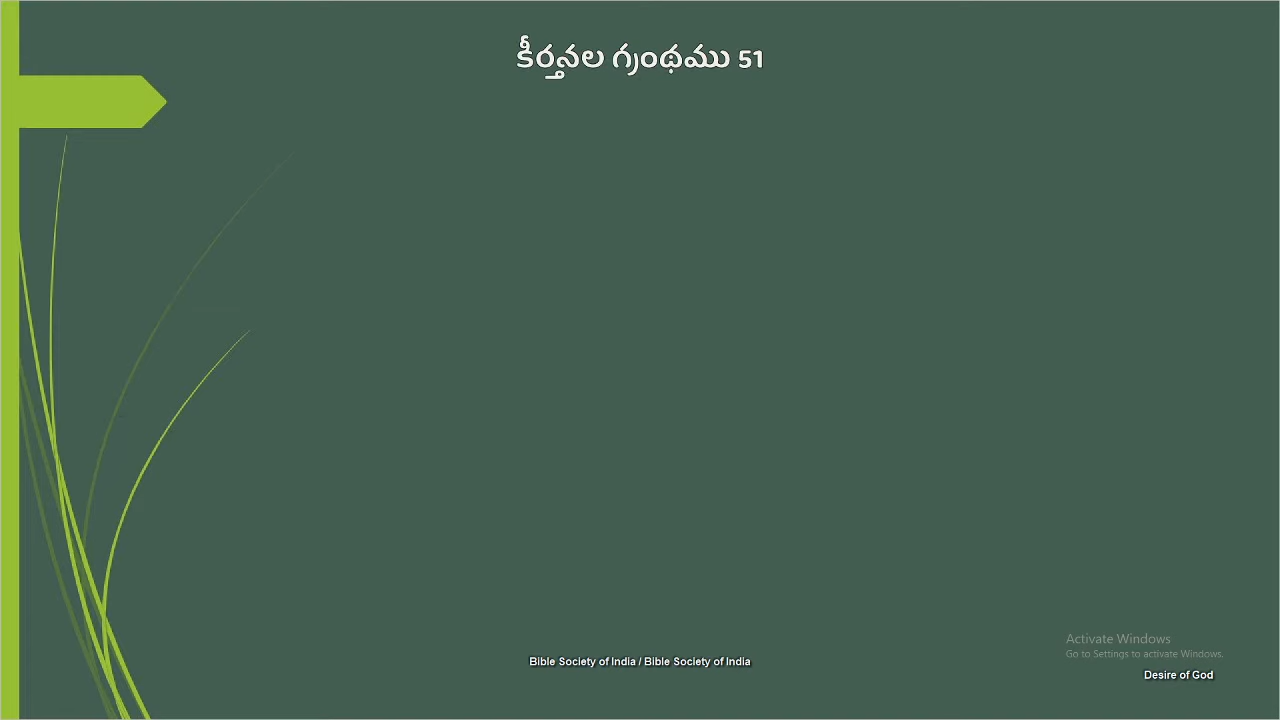 కీర్తనల గ్రంథము 51
Bible Society of India / Bible Society of India
Activate Windows
Go to Settings to activate Windows.
Desire of God